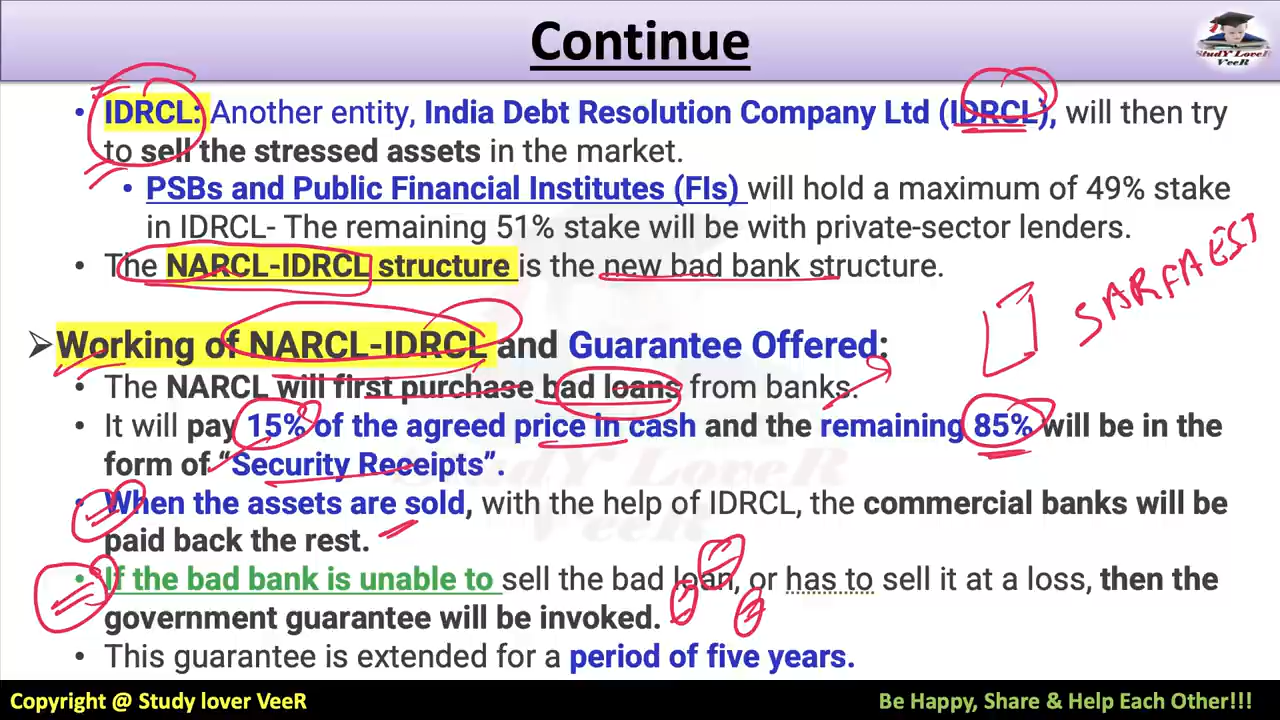 Continue
StudY LoveR
VeeR
• IDRCL: Another entity, India Debt Resolution Company Ltd (IDRCL), will then try
to sell the stressed assets in the market.
• PSBs and Public Financial Institutes (FIs) will hold a maximum of 49% stake
in IDRCL- The remaining 51% stake will be with private-sector lenders.
• The NARCL-IDRCL structure is the new bad bank structure.
SARFAESI
➢ Working of NARCL-IDRCL and Guarantee Offered:
• The NARCL will first purchase bad loans from banks.
• It will pay 15% of the agreed price in cash and the remaining 85% will be in the
form of “Security Receipts”.
StudY LoveR
VeeR
• When the assets are sold, with the help of IDRCL, the commercial banks will be
paid back the rest.
• If the bad bank is unable to sell the bad loan, or has to sell it at a loss, then the
government guarantee will be invoked.
• This guarantee is extended for a period of five years.
Copyright @ Study lover VeeR
Be Happy, Share & Help Each Other!!!